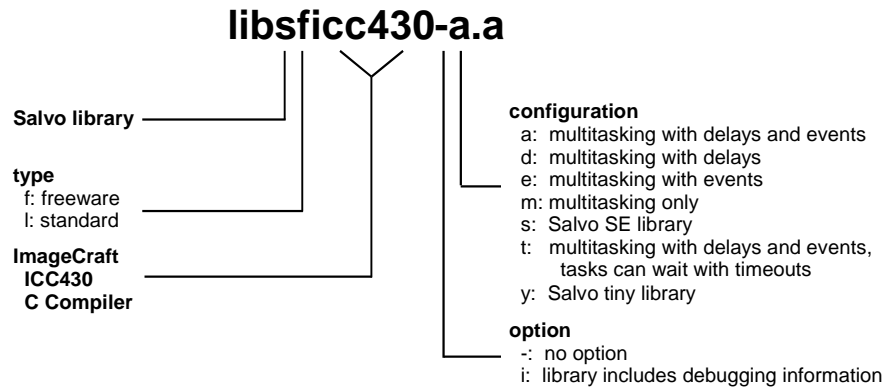 libsficc430-a.a
Salvo library
type
f: freeware
l: standard
ImageCraft
ICC430
C Compiler
configuration
a: multitasking with delays and events
d: multitasking with delays
e: multitasking with events
m: multitasking only
s: Salvo SE library
t: multitasking with delays and events,
tasks can wait with timeouts
y: Salvo tiny library
option
-: no option
i: library includes debugging information